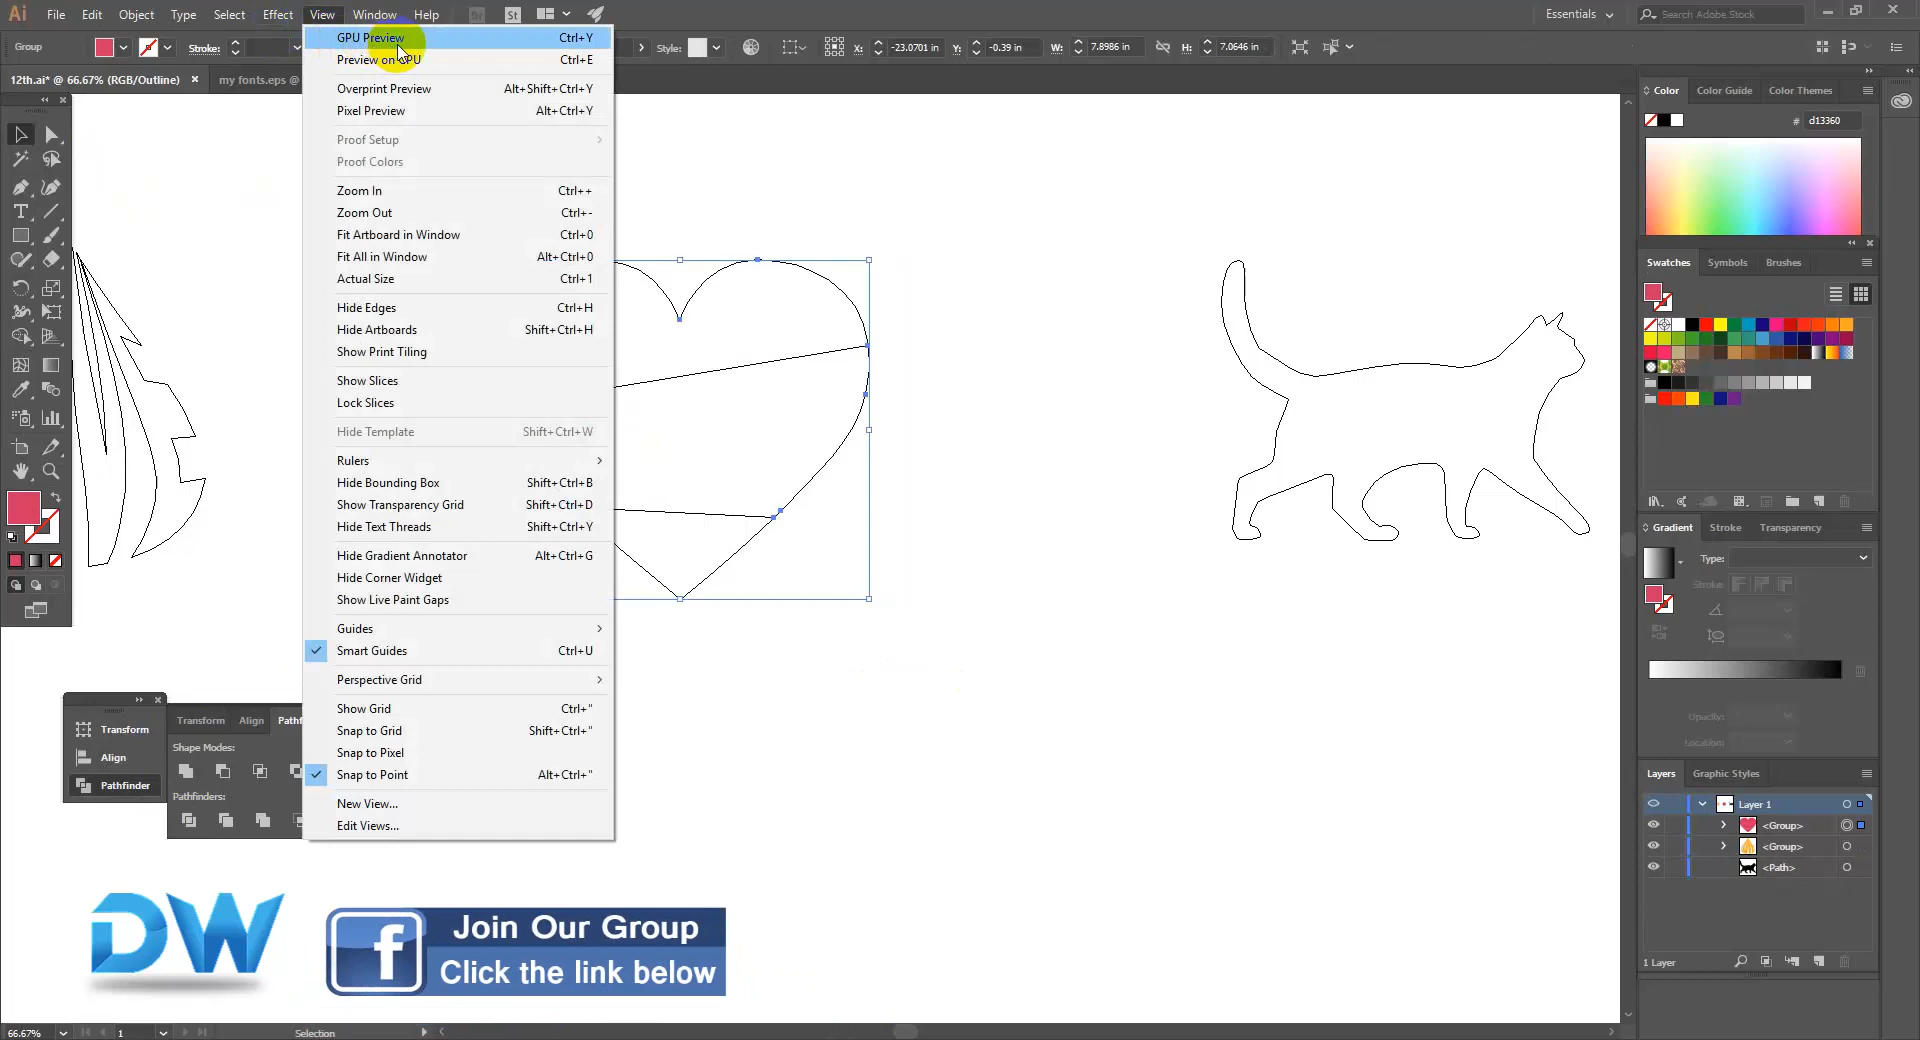 Ai File Edit Object Type Select Effect View Window Help Br St Essentials Search Adobe Stock
Group Stroke: Style: X: -23.0701 in Y: -0.39 in W: 7.8986 in H: 7.0646 in
12th.ai* @ 66.67% (RGB/Outline) × my fonts.eps @
GPU Preview Ctrl+Y
Preview on GPU Ctrl+E
Overprint Preview Alt+Shift+Ctrl+Y
Pixel Preview Alt+Ctrl+Y
Proof Setup
Proof Colors
Zoom In Ctrl++
Zoom Out Ctrl+-
Fit Artboard in Window Ctrl+0
Fit All in Window Alt+Ctrl+0
Actual Size Ctrl+1
Hide Edges Ctrl+H
Hide Artboards Shift+Ctrl+H
Show Print Tiling
Show Slices
Lock Slices
Hide Template Shift+Ctrl+W
Rulers
Hide Bounding Box Shift+Ctrl+B
Show Transparency Grid Shift+Ctrl+D
Hide Text Threads Shift+Ctrl+Y
Hide Gradient Annotator Alt+Ctrl+G
Hide Corner Widget
Show Live Paint Gaps
Guides
Smart Guides Ctrl+U
Perspective Grid
Show Grid Ctrl+"
Snap to Grid Shift+Ctrl+"
Snap to Pixel
Snap to Point Alt+Ctrl+"
New View...
Edit Views...
Color Color Guide Color Themes
# d13360
Swatches Symbols Brushes
Gradient Stroke Transparency
Type:
Stroke:
Opacity:
Location:
Layers Graphic Styles
Layer 1
<Group>
<Group>
<Path>
1 Layer
Transform
Align
Pathfinder
Transform Align Pathf
Shape Modes:
Pathfinders:
DW
f
Join Our Group
Click the link below
66.67% 1 Selection